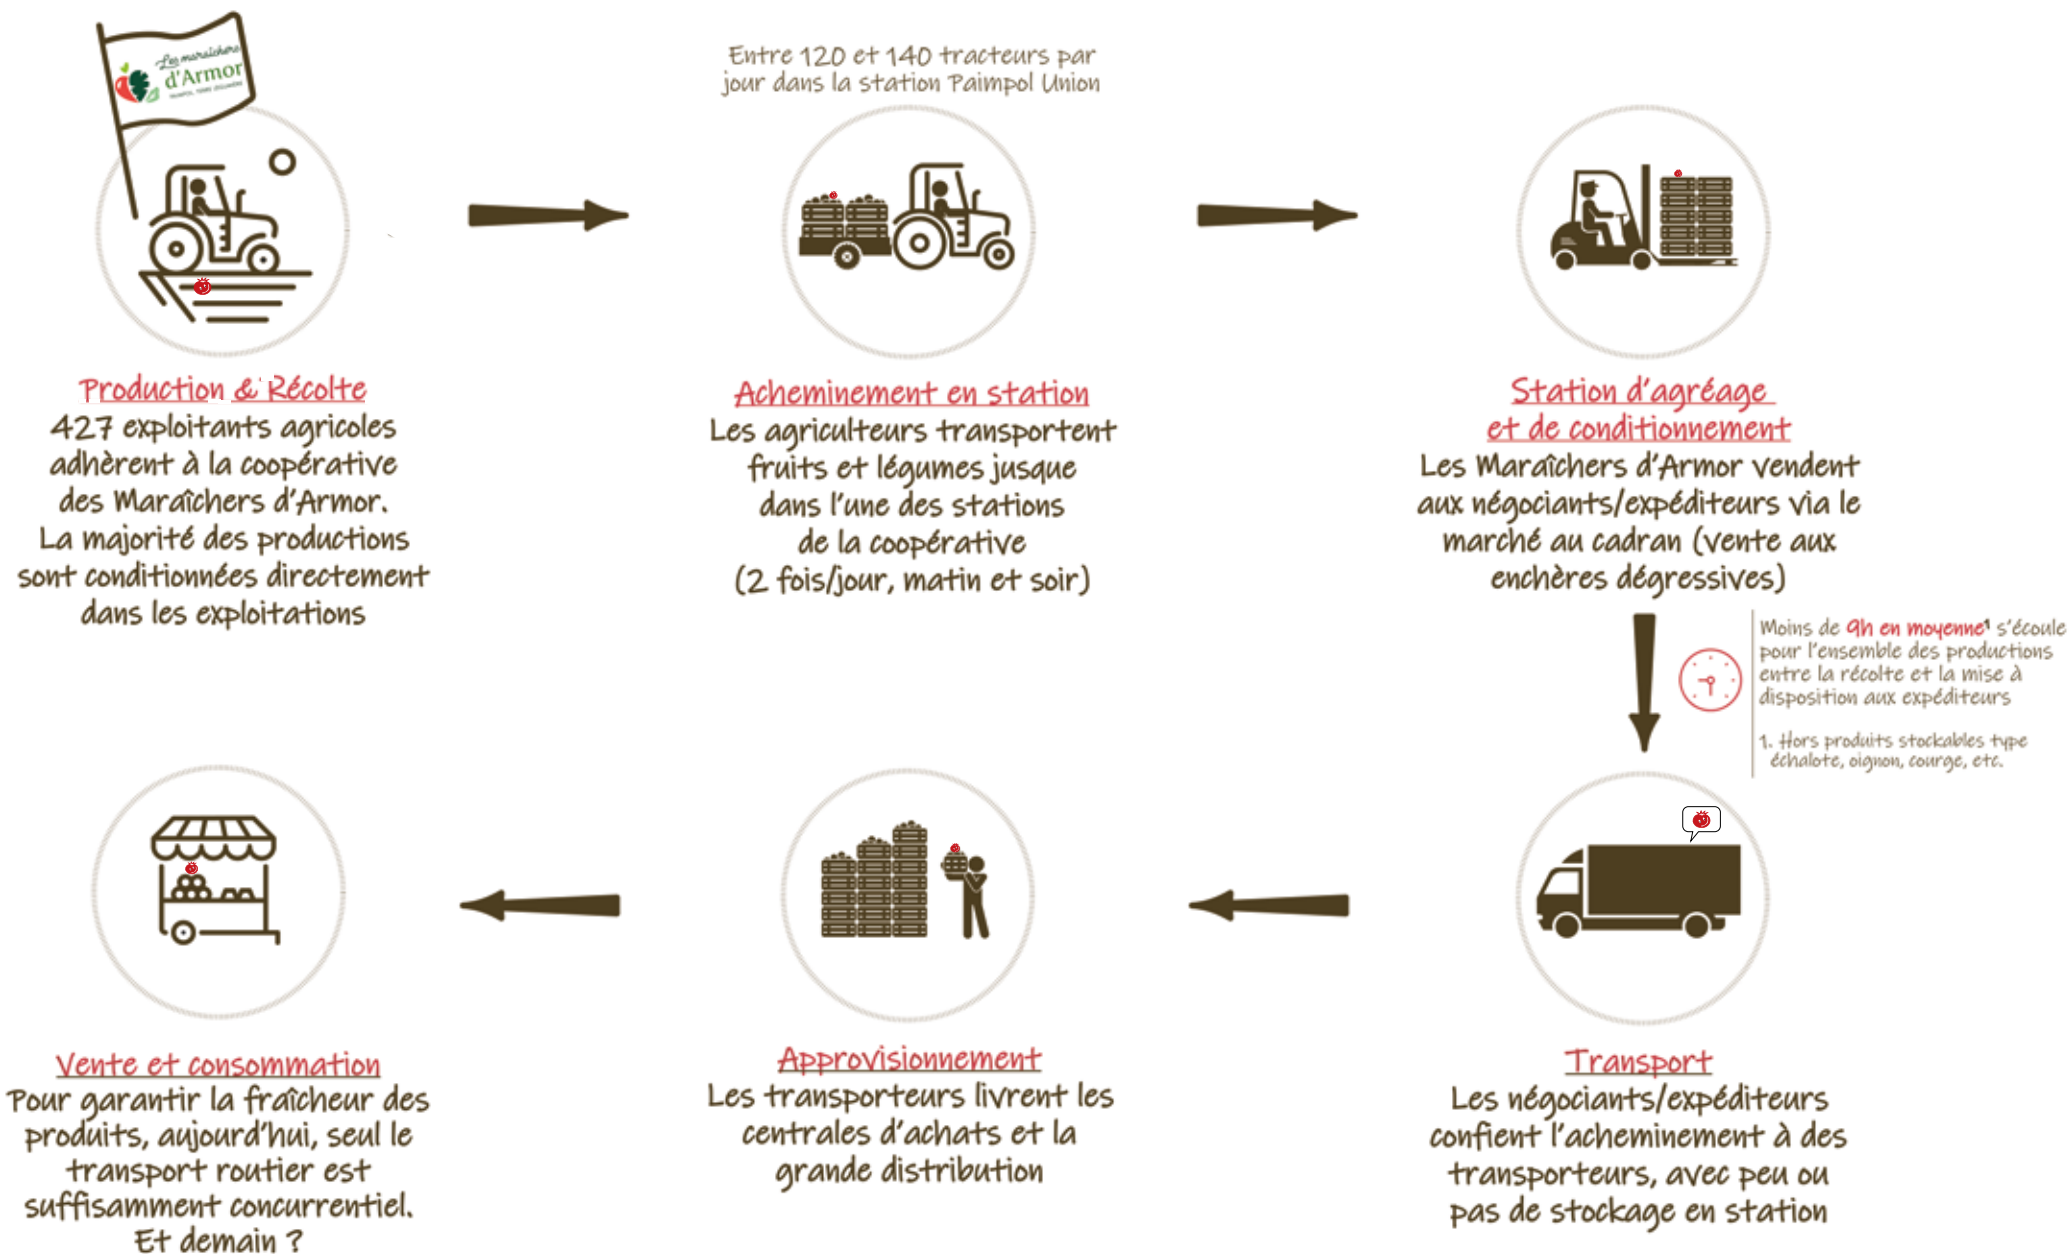 Les maraîchers
d'Armor
Entre 120 et 140 tracteurs par
jour dans la station Paimpol Union
Production & Récolte
427 exploitants agricoles
adhèrent à la coopérative
des Maraîchers d'Armor.
La majorité des productions
sont conditionnées directement
dans les exploitations
Acheminement en station
Les agriculteurs transportent
fruits et légumes jusque
dans l'une des stations
de la coopérative
(2 fois/jour, matin et soir)
Station d'agréage
et de conditionnement
Les Maraîchers d'Armor vendent
aux négociants/expéditeurs via le
marché au cadran (vente aux
enchères dégressives)
Moins de 9h en moyenne¹ s'écoule
pour l'ensemble des productions
entre la récolte et la mise à
disposition aux expéditeurs
1. Hors produits stockables type
échalote, oignon, courge, etc.
Transport
Les négociants/expéditeurs
confient l'acheminement à des
transporteurs, avec peu ou
pas de stockage en station
Approvisionnement
Les transporteurs livrent les
centrales d'achats et la
grande distribution
Vente et consommation
Pour garantir la fraîcheur des
produits, aujourd'hui, seul le
transport routier est
suffisamment concurrentiel.
Et demain ?